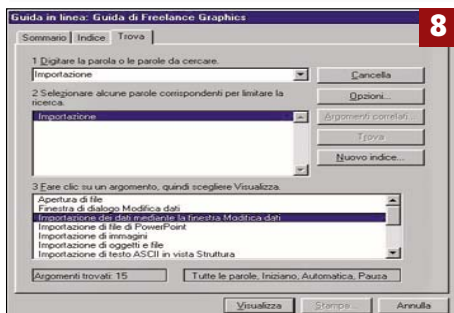 Guida in linea: Guida di Freelance Graphics
8
Sommario Indice Trova
1 Digitare la parola o le parole da cercare.
Importazione
Cancella
2 Selezionare alcune parole corrispondenti per limitare la
ricerca.
Opzioni...
Importazione
Argomenti correlati...
Trova
Nuovo indice...
3 Fare clic su un argomento, quindi scegliere Visualizza.
Apertura di file
Finestra di dialogo Modifica dati
Importazione dei dati mediante la finestra Modifica dati
Importazione di file di PowerPoint
Importazione di immagini
Importazione di oggetti e file
Importazione di testo ASCII in vista Struttura
Argomenti trovati: 15
Tutte le parole, Iniziano, Automatica, Pausa
Visualizza Stampa... Annulla